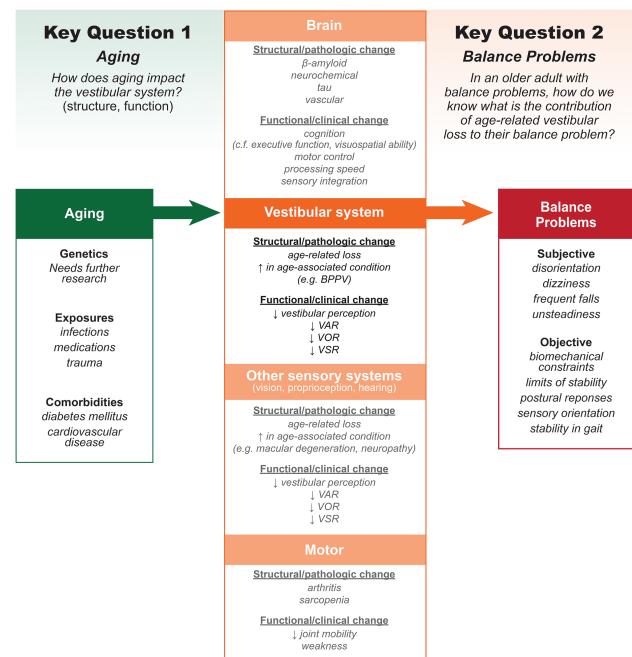 Key Question 1
Aging
How does aging impact
the vestibular system?
(structure, function)
Aging
Genetics
Needs further
research
Exposures
infections
medications
trauma
Comorbidities
diabetes mellitus
cardiovascular
disease
Brain
Structural/pathologic change
β-amyloid
neurochemical
tau
vascular
Functional/clinical change
cognition
(c.f. executive function, visuospatial ability)
motor control
processing speed
sensory integration
Vestibular system
Structural/pathologic change
age-related loss
↑ in age-associated condition
(e.g. BPPV)
Functional/clinical change
↓ vestibular perception
↓ VAR
↓ VOR
↓ VSR
Other sensory systems
(vision, proprioception, hearing)
Structural/pathologic change
age-related loss
↑ in age-associated condition
(e.g. macular degeneration, neuropathy)
Functional/clinical change
↓ vestibular perception
↓ VAR
↓ VOR
↓ VSR
Motor
Structural/pathologic change
arthritis
sarcopenia
Functional/clinical change
↓ joint mobility
weakness
Key Question 2
Balance Problems
In an older adult with
balance problems, how do we
know what is the contribution
of age-related vestibular
loss to their balance problem?
Balance
Problems
Subjective
disorientation
dizziness
frequent falls
unsteadiness
Objective
biomechanical
constraints
limits of stability
postural reponses
sensory orientation
stability in gait